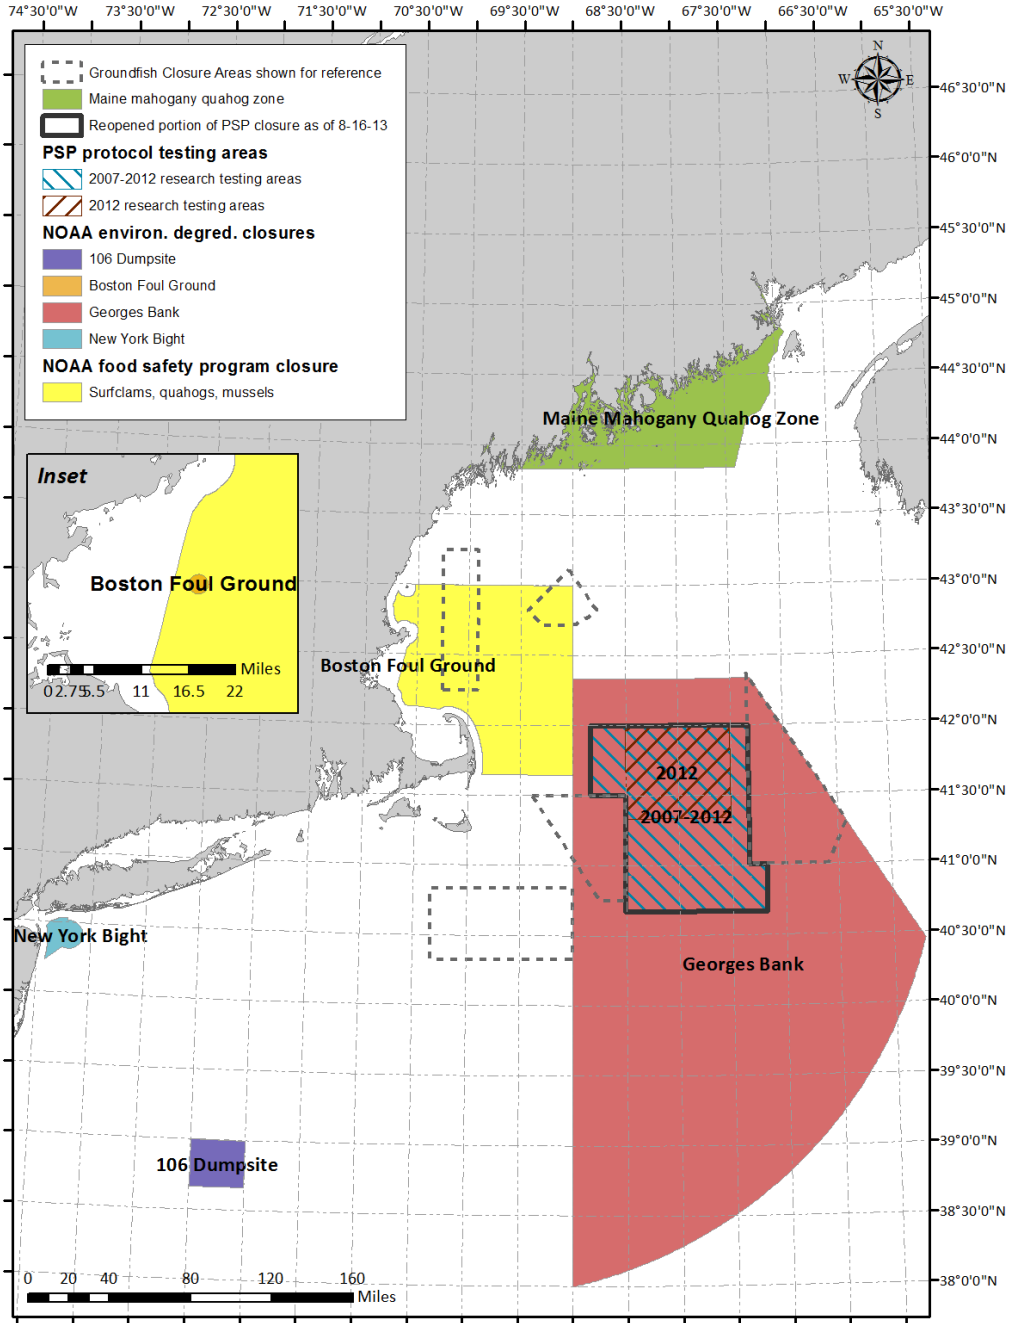 74°30'0"W 73°30'0"W 72°30'0"W 71°30'0"W 70°30'0"W 69°30'0"W 68°30'0"W 67°30'0"W 66°30'0"W 65°30'0"W
N
W E
S
Groundfish Closure Areas shown for reference
Maine mahogany quahog zone
Reopened portion of PSP closure as of 8-16-13
PSP protocol testing areas
2007-2012 research testing areas
2012 research testing areas
NOAA environ. degred. closures
106 Dumpsite
Boston Foul Ground
Georges Bank
New York Bight
NOAA food safety program closure
Surfclams, quahogs, mussels
46°30'0"N
46°0'0"N
45°30'0"N
45°0'0"N
44°30'0"N
44°0'0"N
43°30'0"N
43°0'0"N
42°30'0"N
42°0'0"N
41°30'0"N
41°0'0"N
40°30'0"N
40°0'0"N
39°30'0"N
39°0'0"N
38°30'0"N
38°0'0"N
Maine Mahogany Quahog Zone
Inset
Boston Foul Ground
Miles
0 2.75 5.5 11 16.5 22
Boston Foul Ground
2012
2007-2012
New York Bight
Georges Bank
106 Dumpsite
0 20 40 80 120 160
Miles